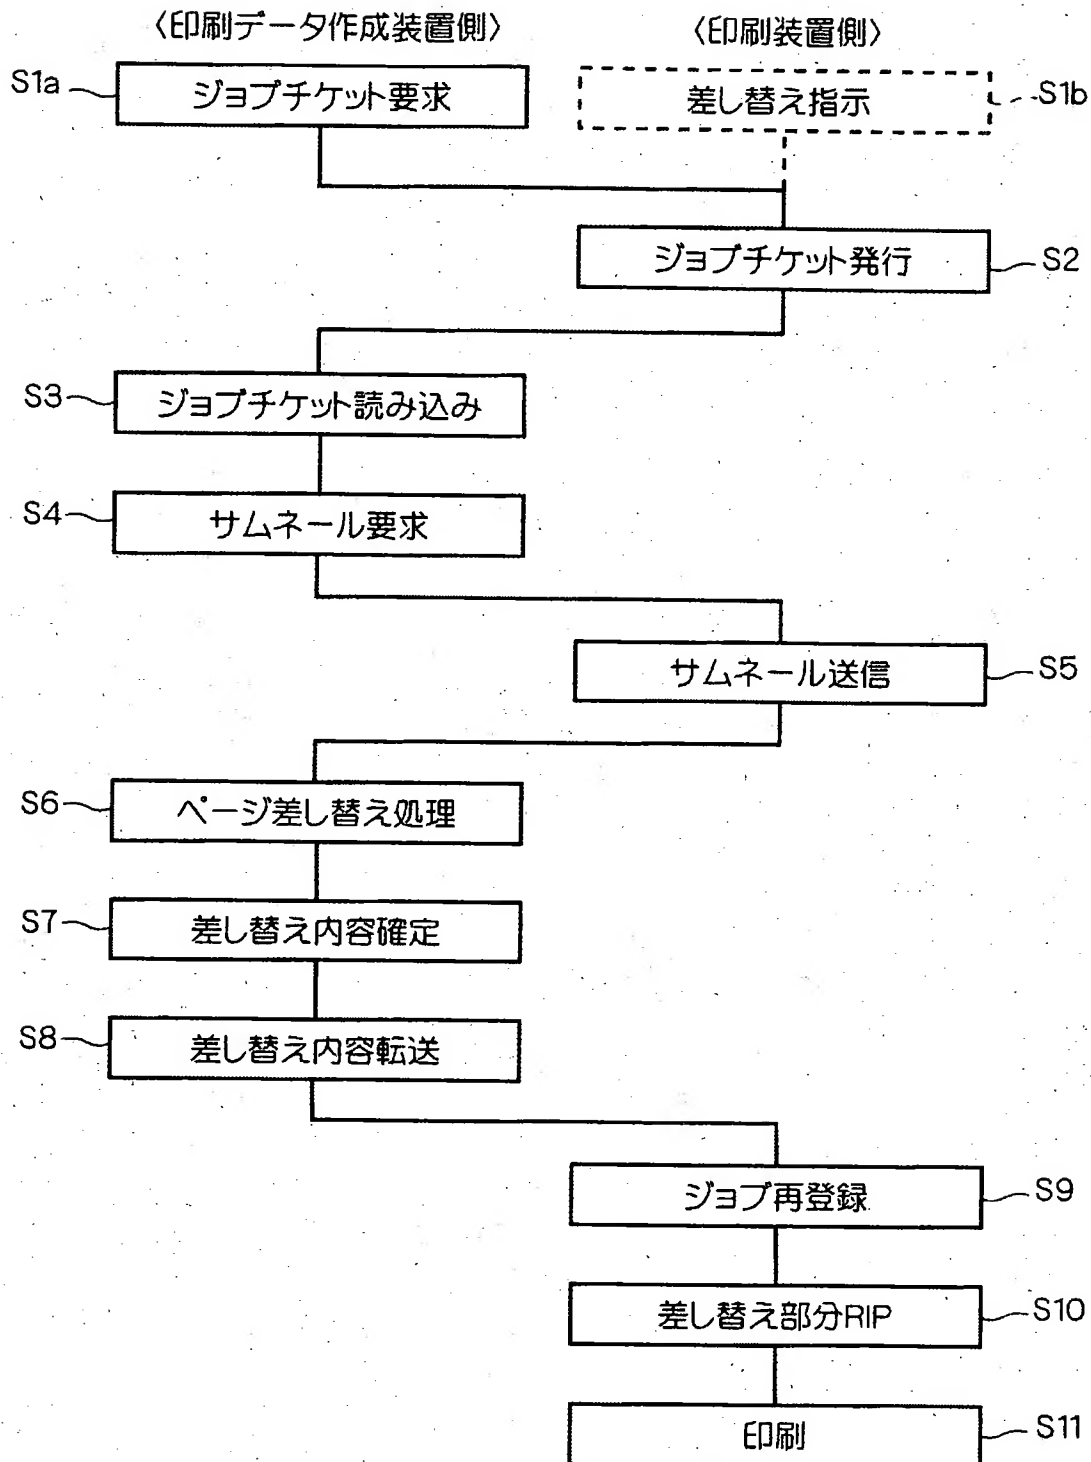 〈印刷データ作成装置側〉
〈印刷装置側〉
S1a
ジョブチケット要求
差し替え指示
S1b
ジョブチケット発行
S2
S3
ジョブチケット読み込み
S4
サムネール要求
サムネール送信
S5
S6
ページ差し替え処理
S7
差し替え内容確定
S8
差し替え内容転送
ジョブ再登録
S9
差し替え部分RIP
S10
印刷
S11